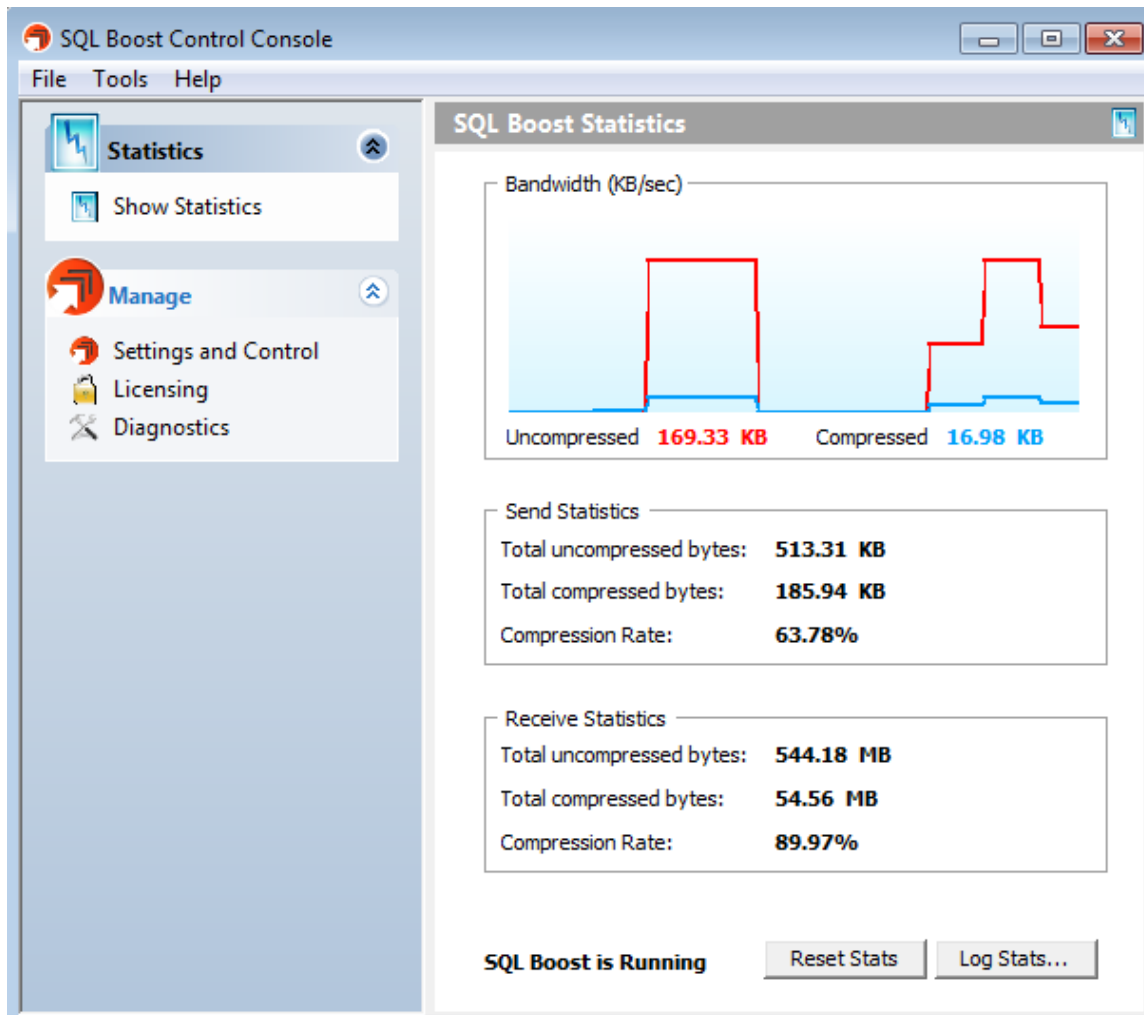 SQL Boost Control Console
File Tools Help
Statistics
Show Statistics
Manage
Settings and Control
Licensing
Diagnostics
SQL Boost Statistics
Bandwidth (KB/sec)
Uncompressed 169.33 KB Compressed 16.98 KB
Send Statistics
Total uncompressed bytes: 513.31 KB
Total compressed bytes: 185.94 KB
Compression Rate: 63.78%
Receive Statistics
Total uncompressed bytes: 544.18 MB
Total compressed bytes: 54.56 MB
Compression Rate: 89.97%
SQL Boost is Running Reset Stats Log Stats...